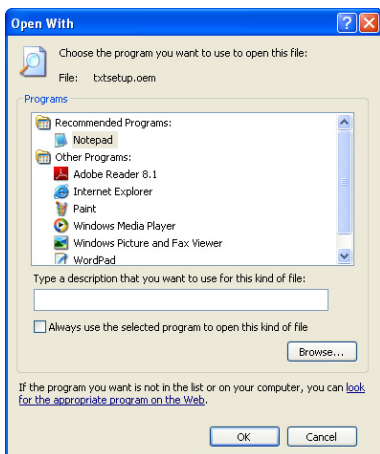 Open With
Choose the program you want to use to open this file:
File: txtsetup.oem
Programs
Recommended Programs:
Notepad
Other Programs:
Adobe Reader 8.1
Internet Explorer
Paint
Windows Media Player
Windows Picture and Fax Viewer
WordPad
Type a description that you want to use for this kind of file:
Always use the selected program to open this kind of file
Browse...
If the program you want is not in the list or on your computer, you can look
for the appropriate program on the Web.
OK Cancel